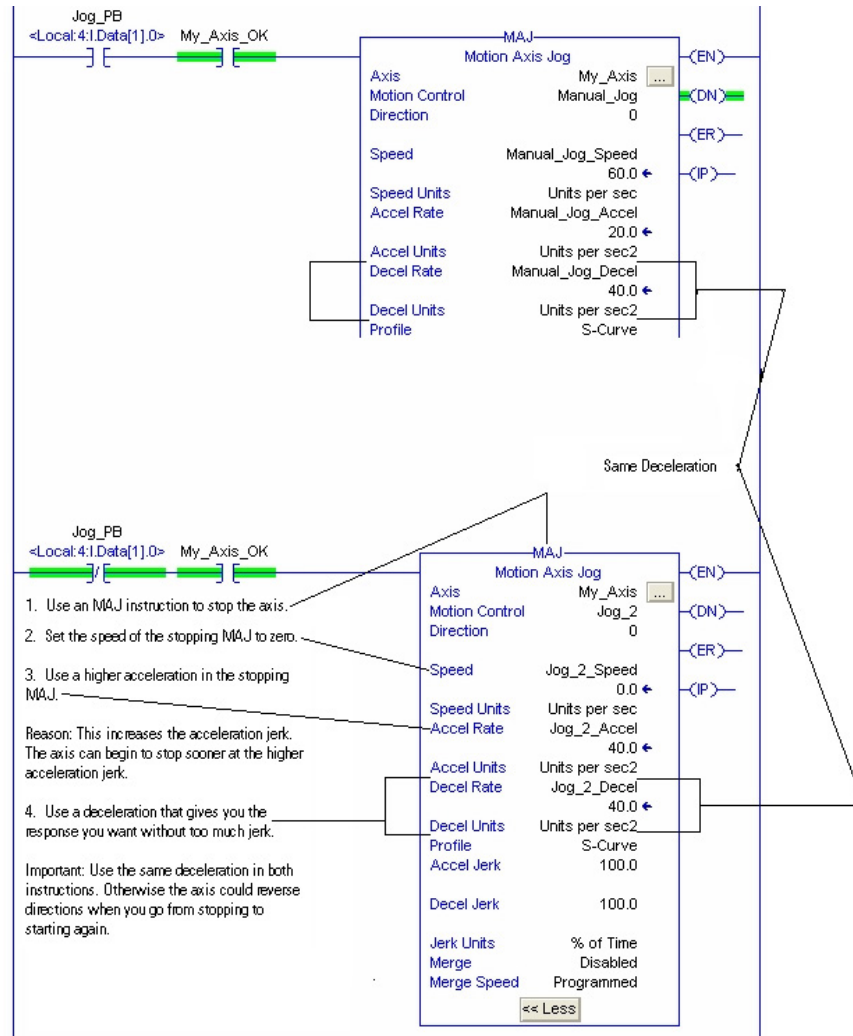 Jog_PB
<Local:4:I.Data[1].0> My_Axis_OK
MAJ
Motion Axis Jog
Axis My_Axis ...
Motion Control Manual_Jog
Direction 0
Speed Manual_Jog_Speed
60.0
Speed Units Units per sec
Accel Rate Manual_Jog_Accel
20.0
Accel Units Units per sec2
Decel Rate Manual_Jog_Decel
40.0
Decel Units Units per sec2
Profile S-Curve
EN
DN
ER
IP
Same Deceleration
Jog_PB
<Local:4:I.Data[1].0> My_Axis_OK
1. Use an MAJ instruction to stop the axis.
2. Set the speed of the stopping MAJ to zero.
3. Use a higher acceleration in the stopping
MAJ.
Reason: This increases the acceleration jerk.
The axis can begin to stop sooner at the higher
acceleration jerk.
4. Use a deceleration that gives you the
response you want without too much jerk.
Important: Use the same deceleration in both
instructions. Otherwise the axis could reverse
directions when you go from stopping to
starting again.
MAJ
Motion Axis Jog
Axis My_Axis ...
Motion Control Jog_2
Direction 0
Speed Jog_2_Speed
0.0
Speed Units Units per sec
Accel Rate Jog_2_Accel
40.0
Accel Units Units per sec2
Decel Rate Jog_2_Decel
40.0
Decel Units Units per sec2
Profile S-Curve
Accel Jerk 100.0
Decel Jerk 100.0
Jerk Units % of Time
Merge Disabled
Merge Speed Programmed
<< Less
EN
DN
ER
IP